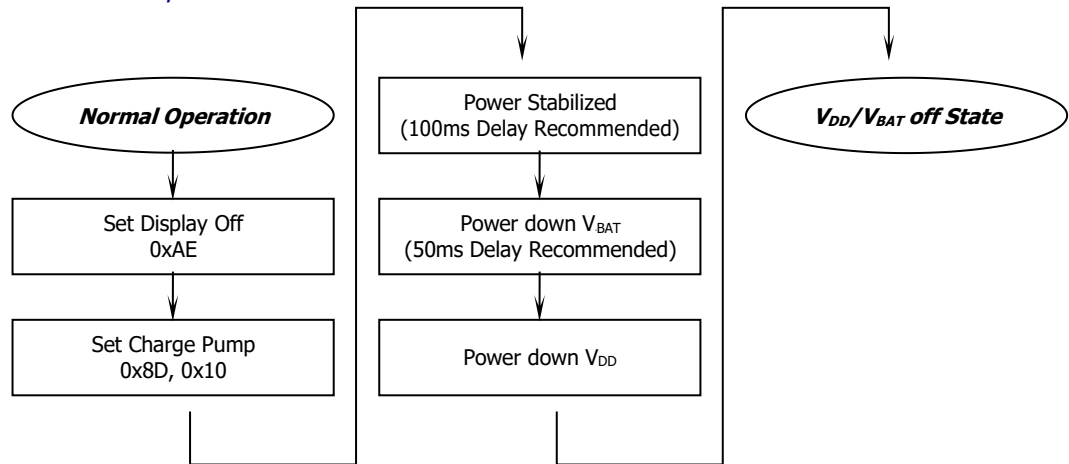 Normal Operation
Set Display Off
0xAE
Set Charge Pump
0x8D, 0x10
Power Stabilized
(100ms Delay Recommended)
Power down VBAT
(50ms Delay Recommended)
Power down VDD
VDD/VBAT off State